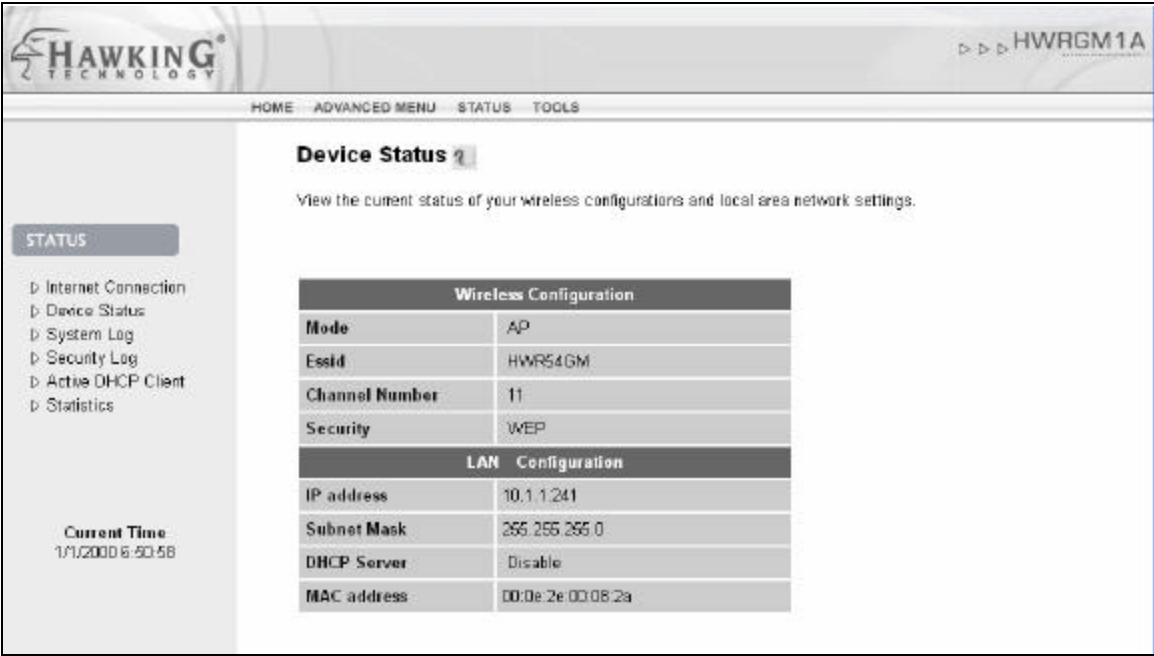 HAWKING
TECHNOLOGY
HWRGM1A
HOME ADVANCED MENU STATUS TOOLS
Device Status ?
View the current status of your wireless configurations and local area network settings.
STATUS
Internet Connection
Device Status
System Log
Security Log
Active DHCP Client
Statistics
Current Time
1/1/2000 6:50:58
Wireless Configuration
Mode AP
Essid HWR54GM
Channel Number 11
Security WEP
LAN Configuration
IP address 10.1.1.241
Subnet Mask 255.255.255.0
DHCP Server Disable
MAC address 00:0e:2e:00:08:2a